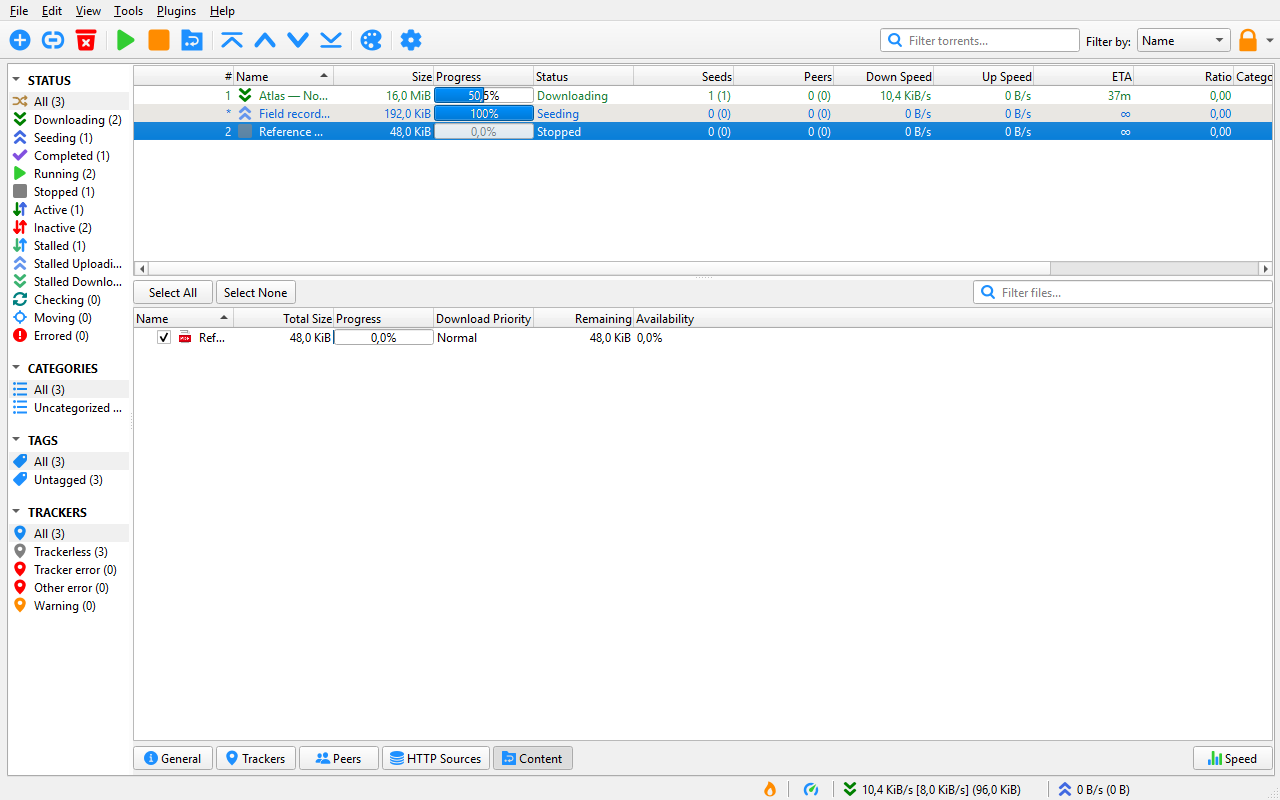 File Edit View Tools Plugins Help
Filter torrents... Filter by: Name
STATUS
All (3)
Downloading (2)
Seeding (1)
Completed (1)
Running (2)
Stopped (1)
Active (1)
Inactive (2)
Stalled (1)
Stalled Uploadi...
Stalled Downlo...
Checking (0)
Moving (0)
Errored (0)
CATEGORIES
All (3)
Uncategorized ...
TAGS
All (3)
Untagged (3)
TRACKERS
All (3)
Trackerless (3)
Tracker error (0)
Other error (0)
Warning (0)
# Name Size Progress Status Seeds Peers Down Speed Up Speed ETA Ratio Catego
1 Atlas — No... 16,0 MiB 50,5% Downloading 1 (1) 0 (0) 10,4 KiB/s 0 B/s 37m 0,00
* Field record... 192,0 KiB 100% Seeding 0 (0) 0 (0) 0 B/s 0 B/s ∞ 0,00
2 Reference ... 48,0 KiB 0,0% Stopped 0 (0) 0 (0) 0 B/s 0 B/s ∞ 0,00
Select All Select None Filter files...
Name Total Size Progress Download Priority Remaining Availability
Ref... 48,0 KiB 0,0% Normal 48,0 KiB 0,0%
General Trackers Peers HTTP Sources Content Speed
10,4 KiB/s [8,0 KiB/s] (96,0 KiB) 0 B/s (0 B)